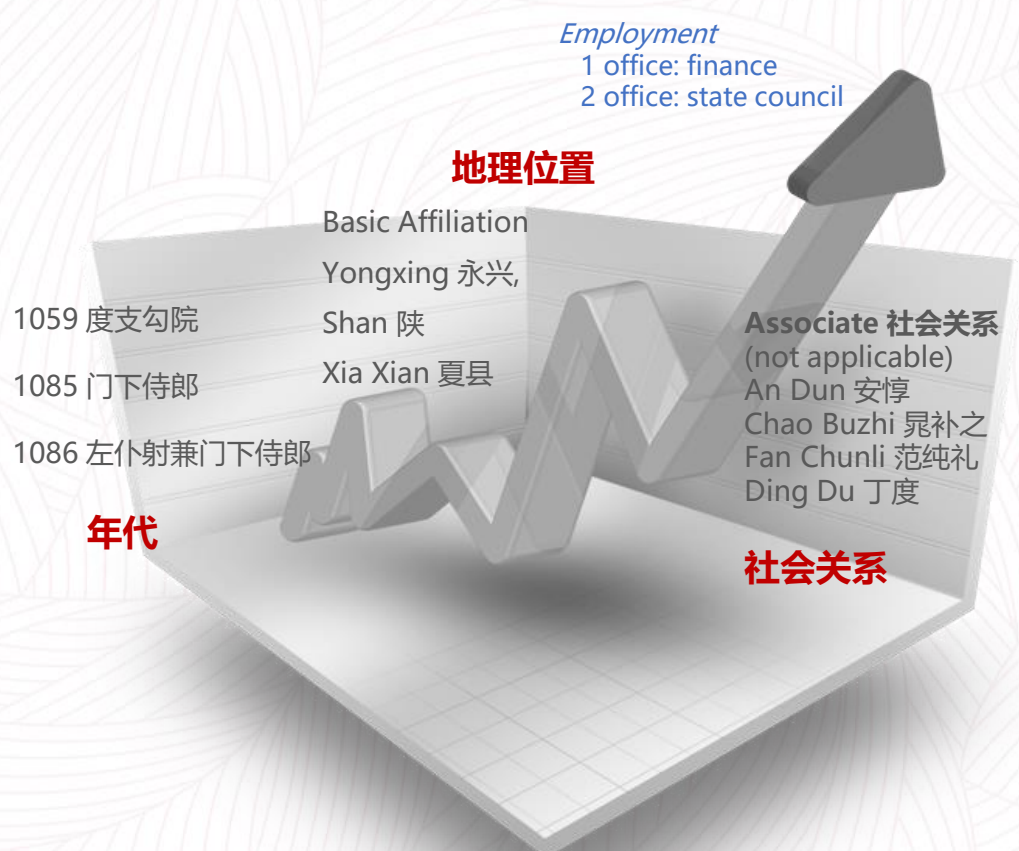 Employment
1 office: finance
2 office: state council
地理位置
Basic Affiliation
Yongxing 永兴,
Shan 陕
Xia Xian 夏县
1059 度支勾院
1085 门下侍郎
1086 左仆射兼门下侍郎
年代
Associate 社会关系
(not applicable)
An Dun 安惇
Chao Buzhi 晁补之
Fan Chunli 范纯礼
Ding Du 丁度
社会关系